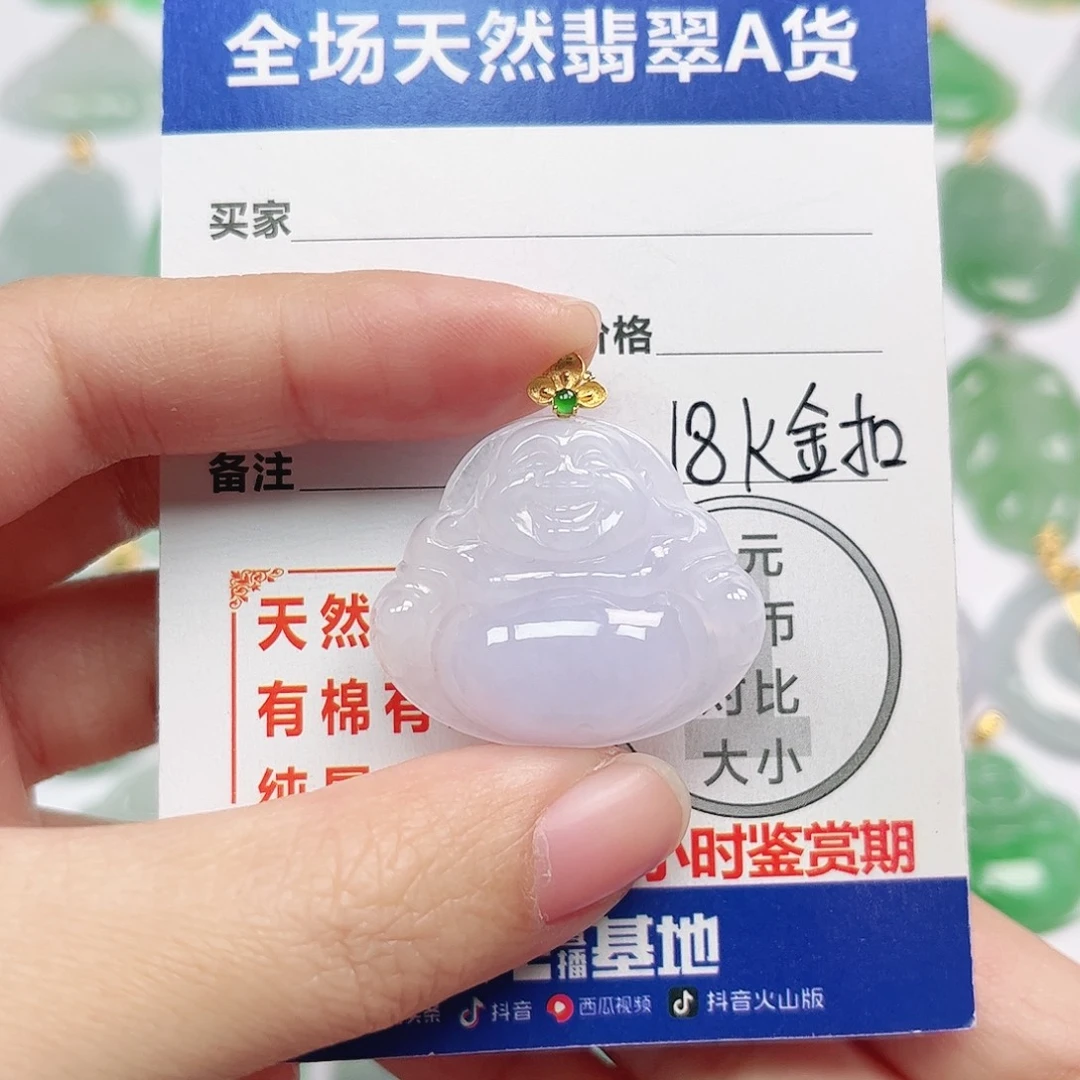 全场天然翡翠A货
买家
价格
备注
18K金扣
元
币
对比
大小
天然
有棉有
小时鉴赏期
播基地
抖音 西瓜视频 抖音火山版